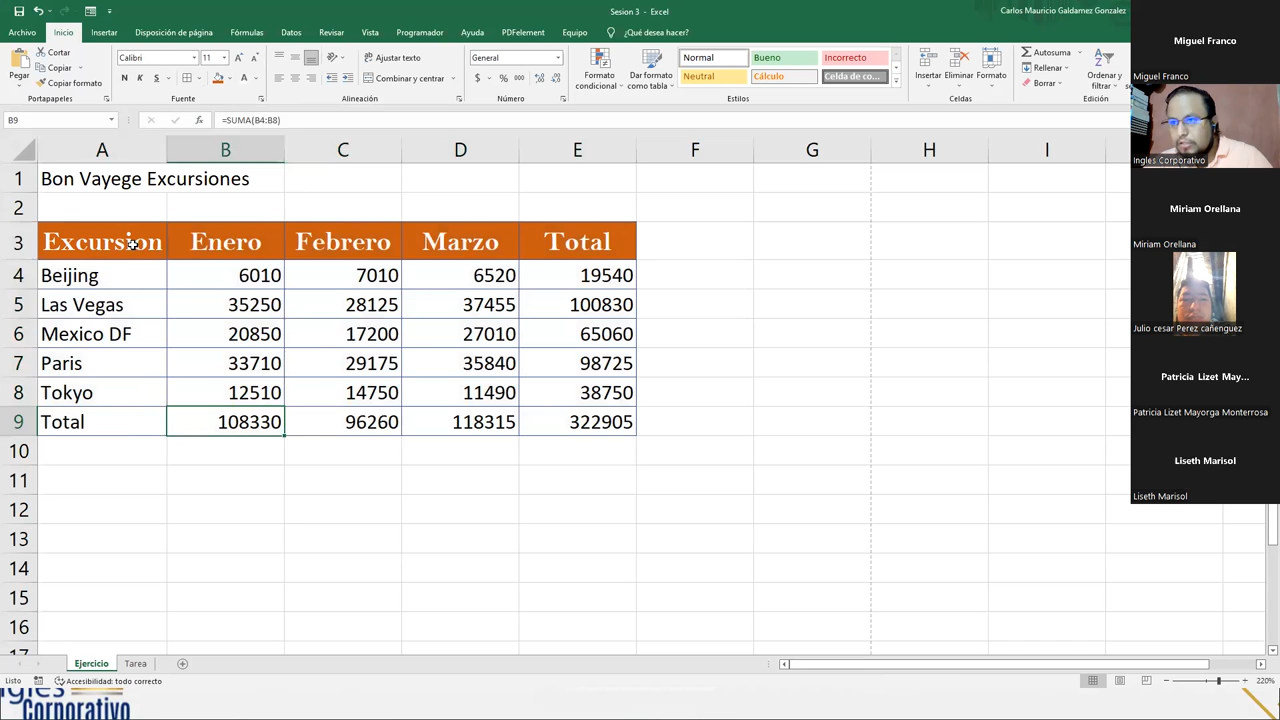 Sesion 3 - Excel
Carlos Mauricio Galdamez Gonzalez
Archivo Inicio Insertar Disposición de página Fórmulas Datos Revisar Vista Programador Ayuda PDFelement Equipo ¿Qué desea hacer?
Pegar
Cortar
Copiar
Copiar formato
Portapapeles
Calibri 11
N K S
Fuente
Ajustar texto
Combinar y centrar
Alineación
General
$ % 000
Número
Formato condicional
Dar formato como tabla
Normal Bueno Incorrecto
Neutral Cálculo Celda de co...
Estilos
Insertar Eliminar Formato
Celdas
Autosuma
Rellenar
Borrar
Ordenar y filtrar
Edición
B9 fx =SUMA(B4:B8)
A B C D E F G H I
1 Bon Vayege Excursiones
2
3 Excursion Enero Febrero Marzo Total
4 Beijing 6010 7010 6520 19540
5 Las Vegas 35250 28125 37455 100830
6 Mexico DF 20850 17200 27010 65060
7 Paris 33710 29175 35840 98725
8 Tokyo 12510 14750 11490 38750
9 Total 108330 96260 118315 322905
10
11
12
13
14
15
16
17
Ejercicio Tarea
Listo Accesibilidad: todo correcto 220%
Ingles
Corporativo
Miguel Franco
Miguel Franco
Ingles Corporativo
Miriam Orellana
Miriam Orellana
Julio cesar Perez cañenguez
Patricia Lizet May...
Patricia Lizet Mayorga Monterrosa
Liseth Marisol
Liseth Marisol